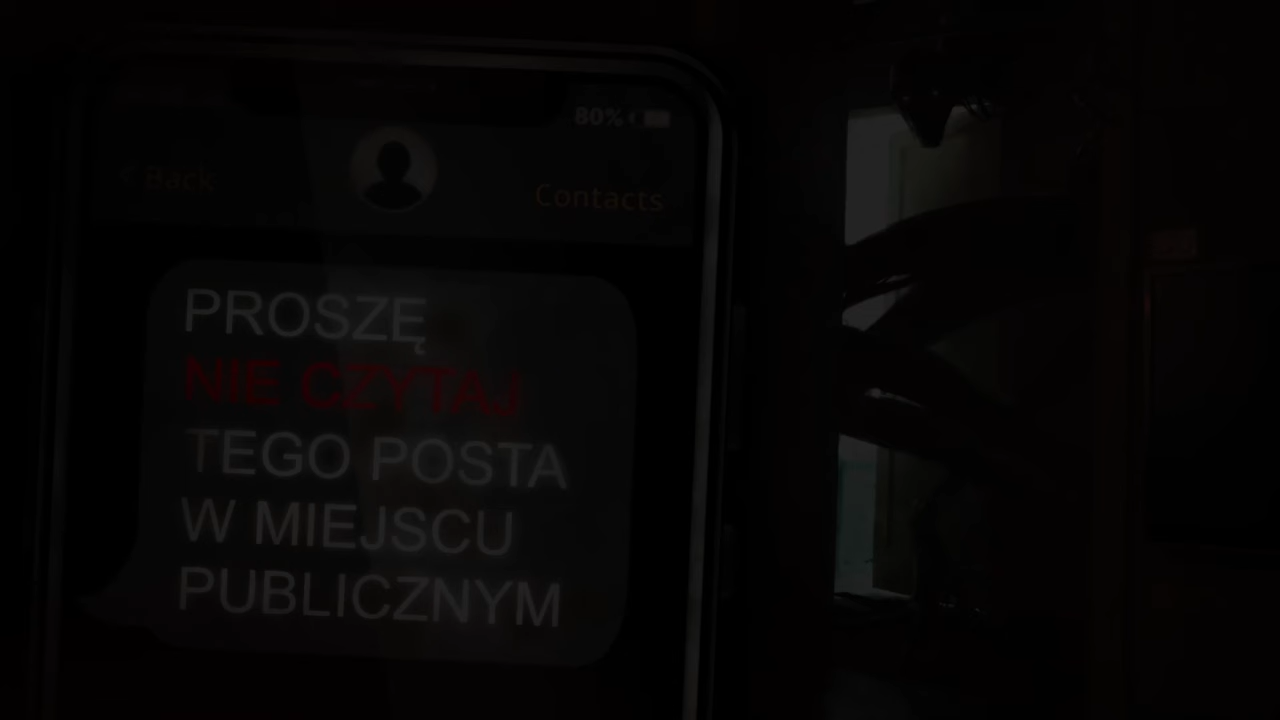 80%
< Back
Contacts
PROSZĘ
NIE CZYTAJ
TEGO POSTA
W MIEJSCU
PUBLICZNYM